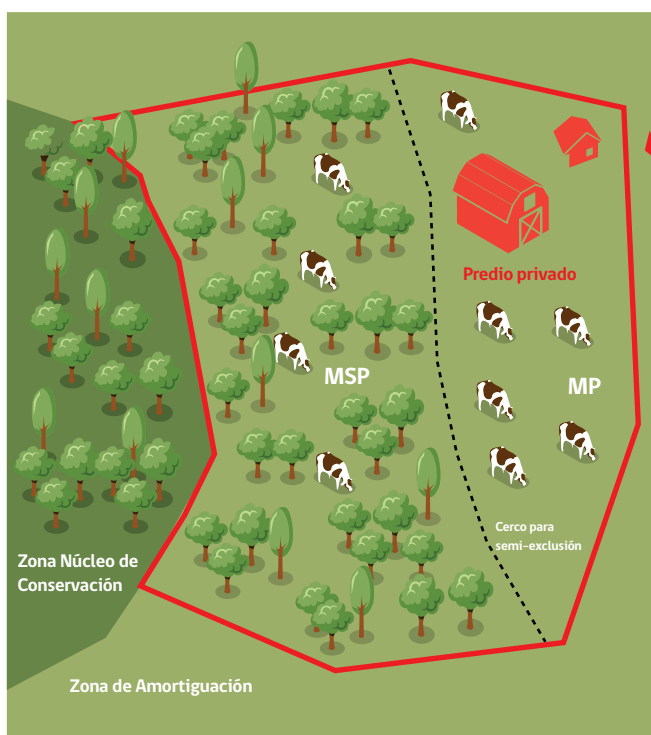 Predio privado
MSP
MP
Cerco para
semi-exclusión
Zona Núcleo de
Conservación
Zona de Amortiguación